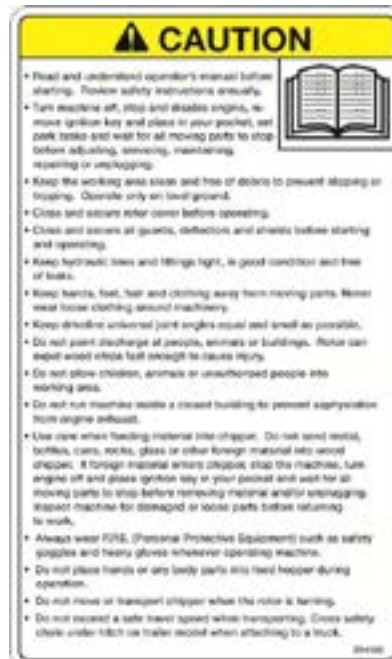 CAUTION
• Read and understand operator's manual before
starting. Review safety instructions annually.
• Turn machine off, stop and disable engine, re-
move ignition key and place in your pocket, set
park brake and wait for all moving parts to stop
before adjusting, servicing, maintaining,
repairing or unplugging.
• Keep the working area clean and free of debris to prevent slipping or
tripping. Operate only on level ground.
• Close and secure rotor cover before operating.
• Close and secure all guards, deflectors and shields before starting
and operating.
• Keep hydraulic lines and fittings tight, in good condition and free
of leaks.
• Keep hands, feet, hair and clothing away from moving parts. Never
wear loose clothing around machinery.
• Keep driveline universal joint angles equal and small as possible.
• Do not point discharge at people, animals or buildings. Rotor can
expel wood chips fast enough to cause injury.
• Do not allow children, animals or unauthorized people into
working area.
• Do not run machine inside a closed building to prevent asphyxiation
from engine exhaust.
• Use care when feeding material into chipper. Do not send metal,
bottles, cans, rocks, glass or other foreign material into wood
chipper. If foreign material enters chipper, stop the machine, turn
engine off and place ignition key in your pocket and wait for all
moving parts to stop before removing material and/or unplugging.
Inspect machine for damaged or loose parts before returning
to work.
• Always wear P.P.E. (Personal Protective Equipment) such as safety
goggles and heavy gloves whenever operating machine.
• Do not place hands or any body parts into feed hopper during
operation.
• Do not move or transport chipper when the rotor is turning.
• Do not exceed a safe travel speed when transporting. Cross safety
chain under hitch on trailer model when attaching to a truck.